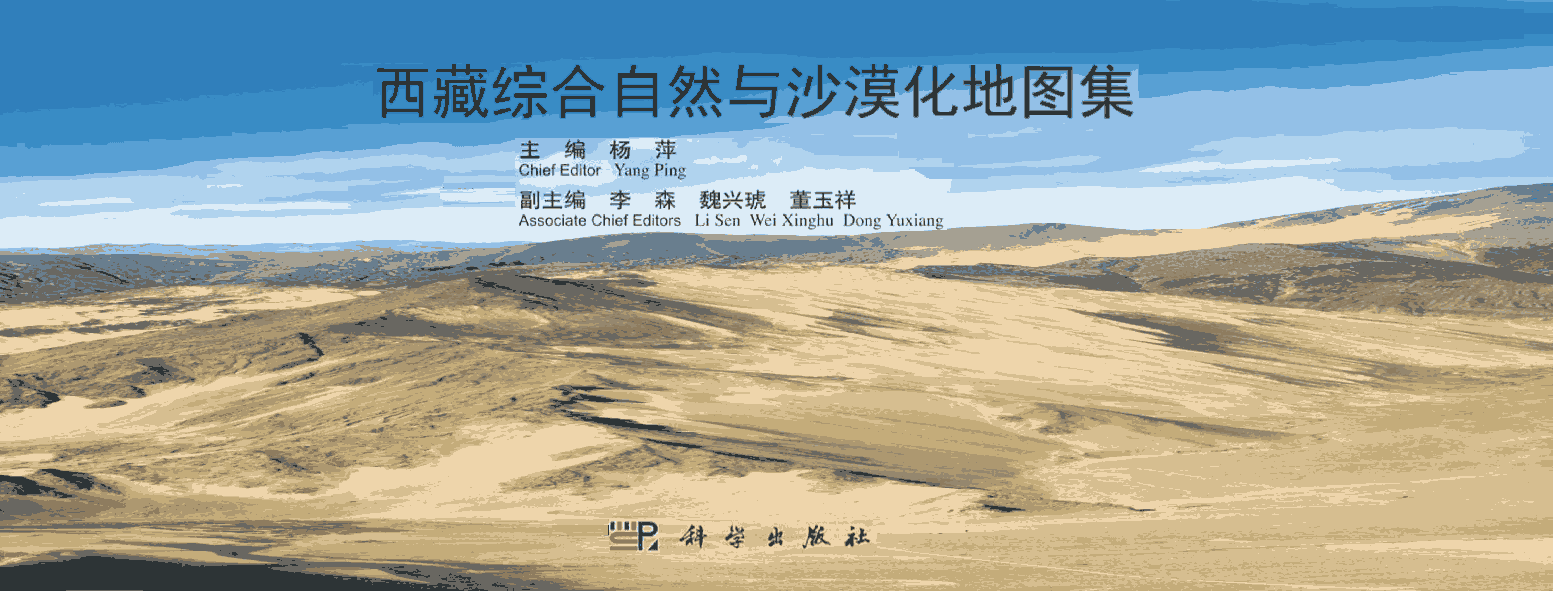 西藏综合自然与沙漠化地图集
主 编 杨 萍
Chief Editor Yang Ping
副主编 李 森 魏兴琥 董玉祥
Associate Chief Editors Li Sen Wei Xinghu Dong Yuxiang
科学出版社